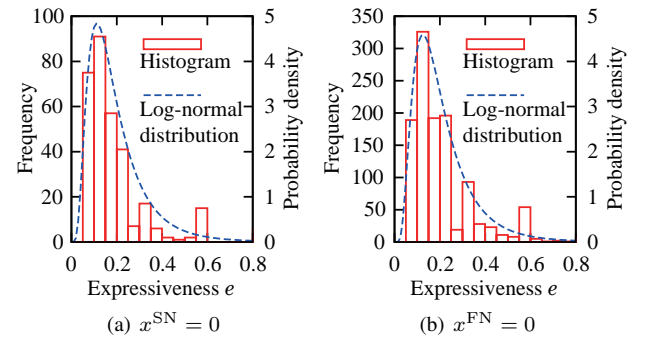 100
80
60
40
20
0
Frequency
5
4
3
2
1
0
Probability density
Histogram
Log-normal
distribution
0 0.2 0.4 0.6 0.8
Expressiveness e
(a) x^SN = 0
350
300
250
200
150
100
50
0
Frequency
5
4
3
2
1
0
Probability density
Histogram
Log-normal
distribution
0 0.2 0.4 0.6 0.8
Expressiveness e
(b) x^FN = 0